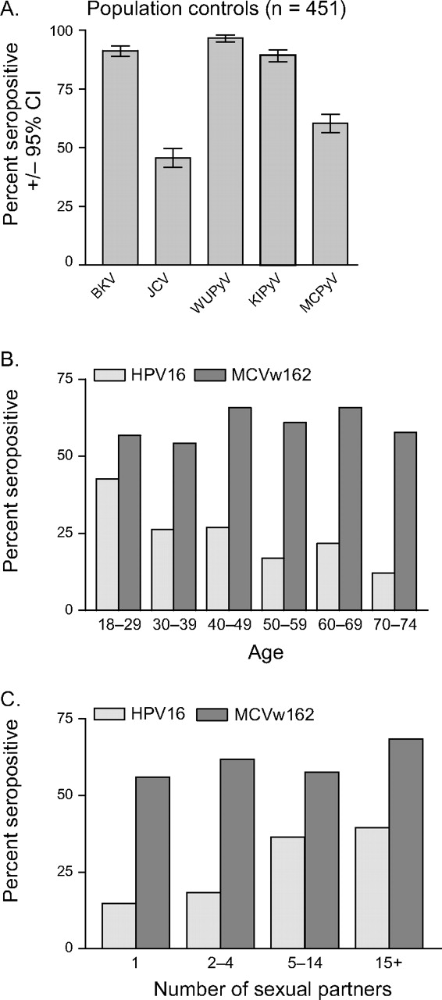 A.
Population controls (n = 451)
Percent seropositive
+/− 95% CI
100
75
50
25
0
BKV
JCV
WUPyV
KIPyV
MCPyV
B.
HPV16
MCVw162
Percent seropositive
75
50
25
0
18–29
30–39
40–49
50–59
60–69
70–74
Age
C.
HPV16
MCVw162
Percent seropositive
75
50
25
0
1
2–4
5–14
15+
Number of sexual partners